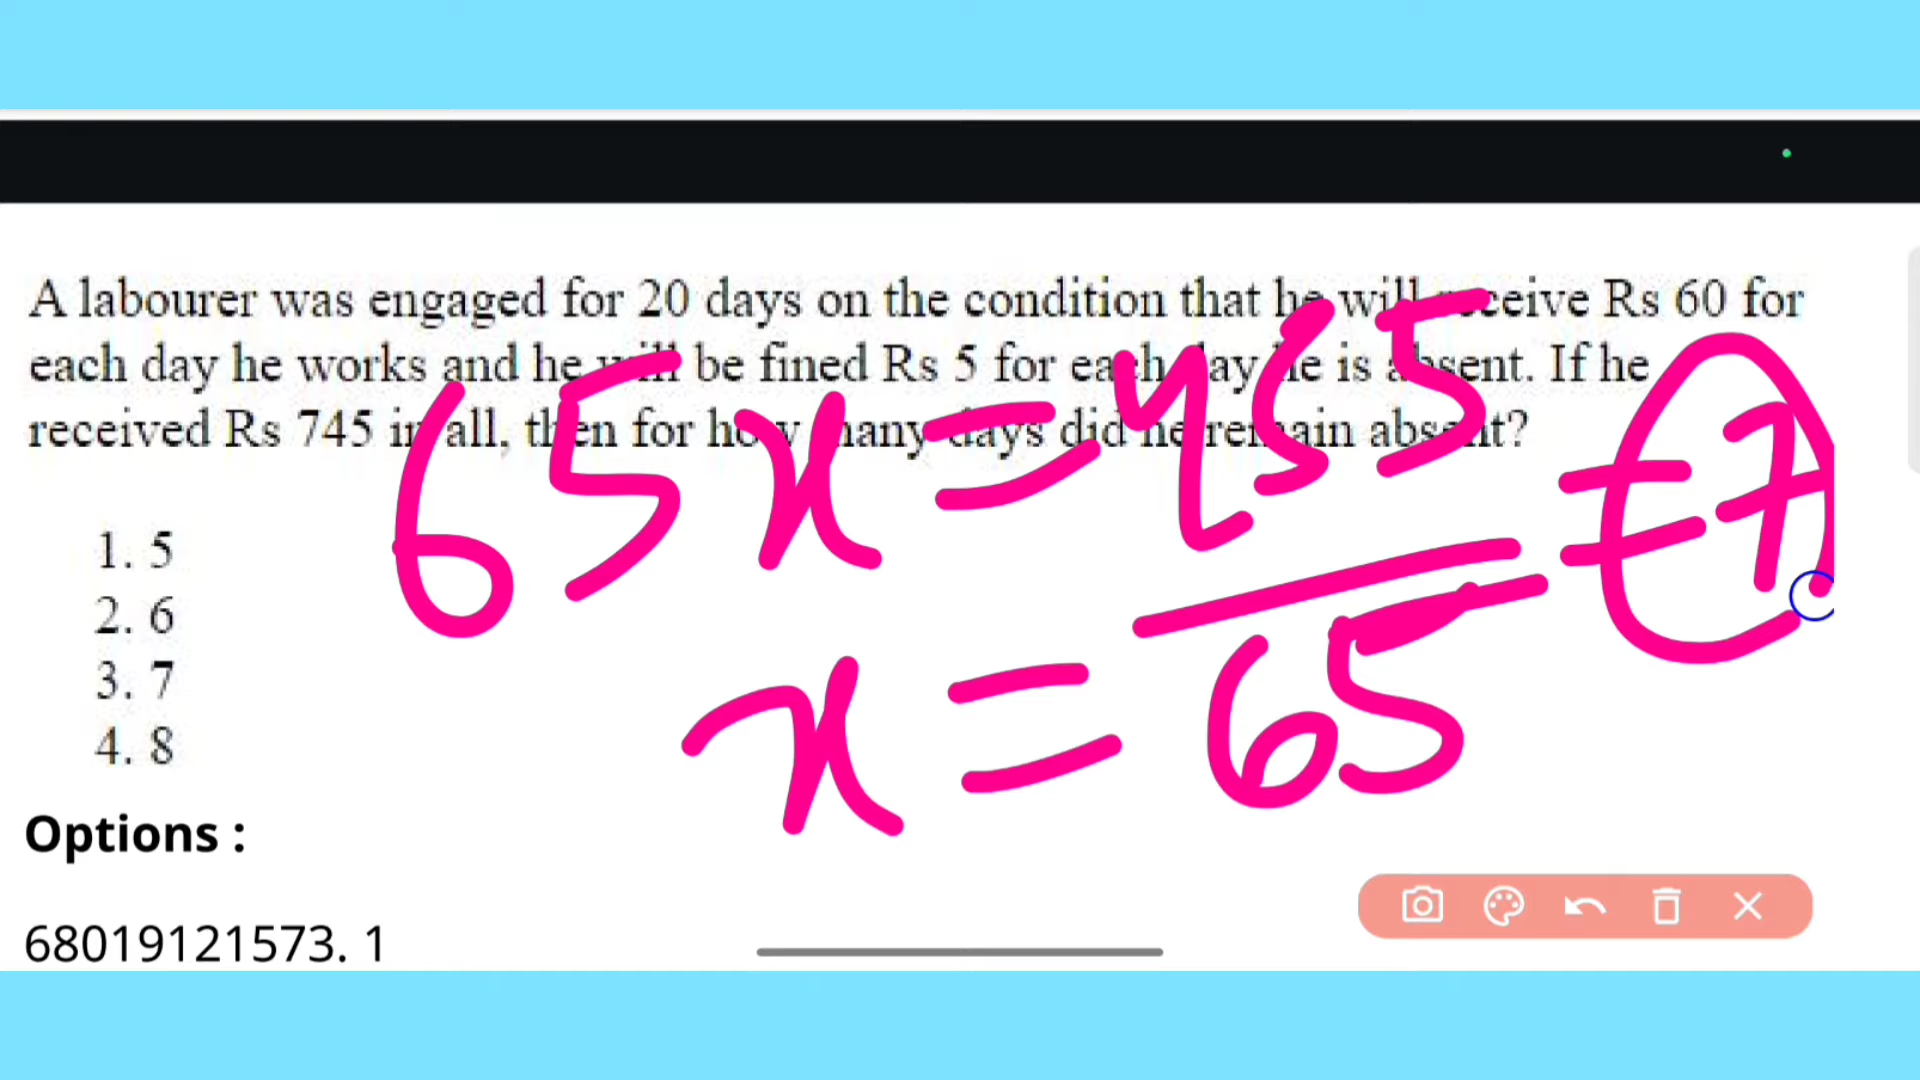 A labourer was engaged for 20 days on the condition that he will receive Rs 60 for
each day he works and he will be fined Rs 5 for each day he is absent. If he
received Rs 745 in all, then for how many days did he remain absent?
65x = 455
= 7
x = 65
1. 5
2. 6
3. 7
4. 8
Options :
68019121573. 1